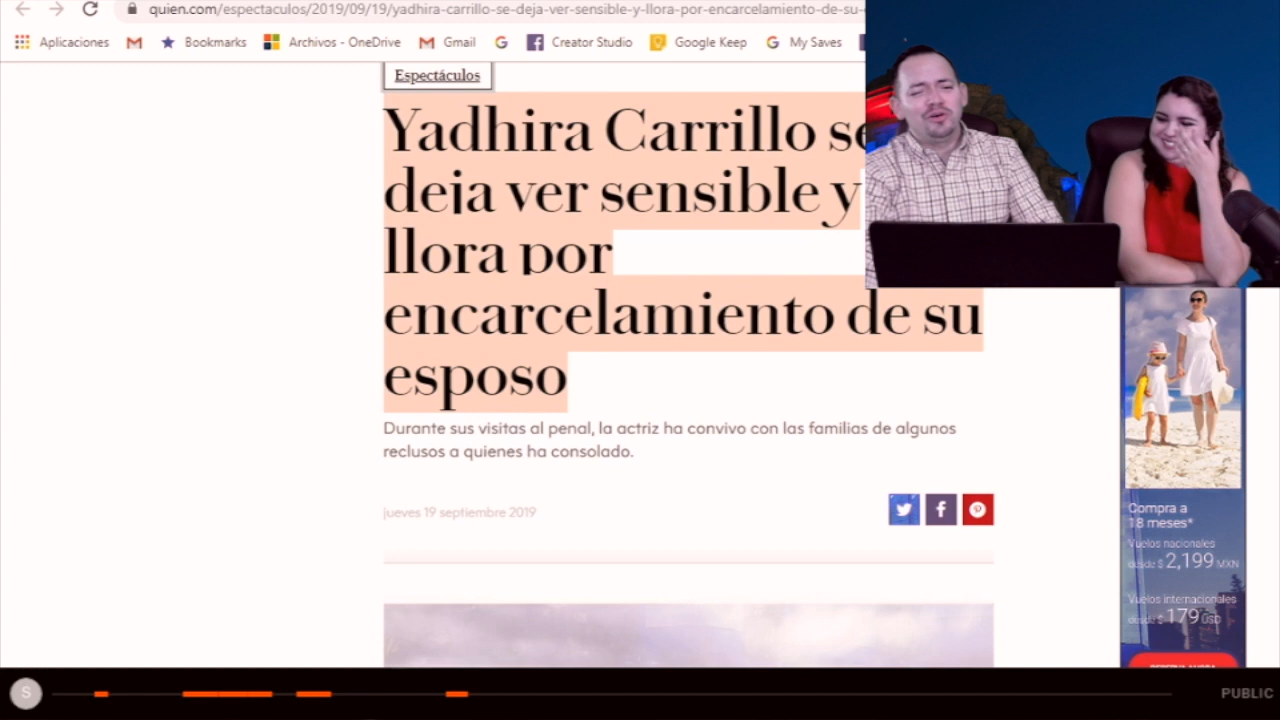 quien.com/espectaculos/2019/09/19/yadhira-carrillo-se-deja-ver-sensible-y-llora-por-encarcelamiento-de-su-
Aplicaciones Bookmarks Archivos - OneDrive Gmail Creator Studio Google Keep My Saves
Espectáculos
Yadhira Carrillo se
deja ver sensible y
llora por
encarcelamiento de su
esposo
Durante sus visitas al penal, la actriz ha convivo con las familias de algunos
reclusos a quienes ha consolado.
jueves 19 septiembre 2019
Compra a
18 meses*
Vuelos nacionales
desde $ 2,199 MXN
Vuelos internacionales
desde $ 179 USD
S
PUBLIC